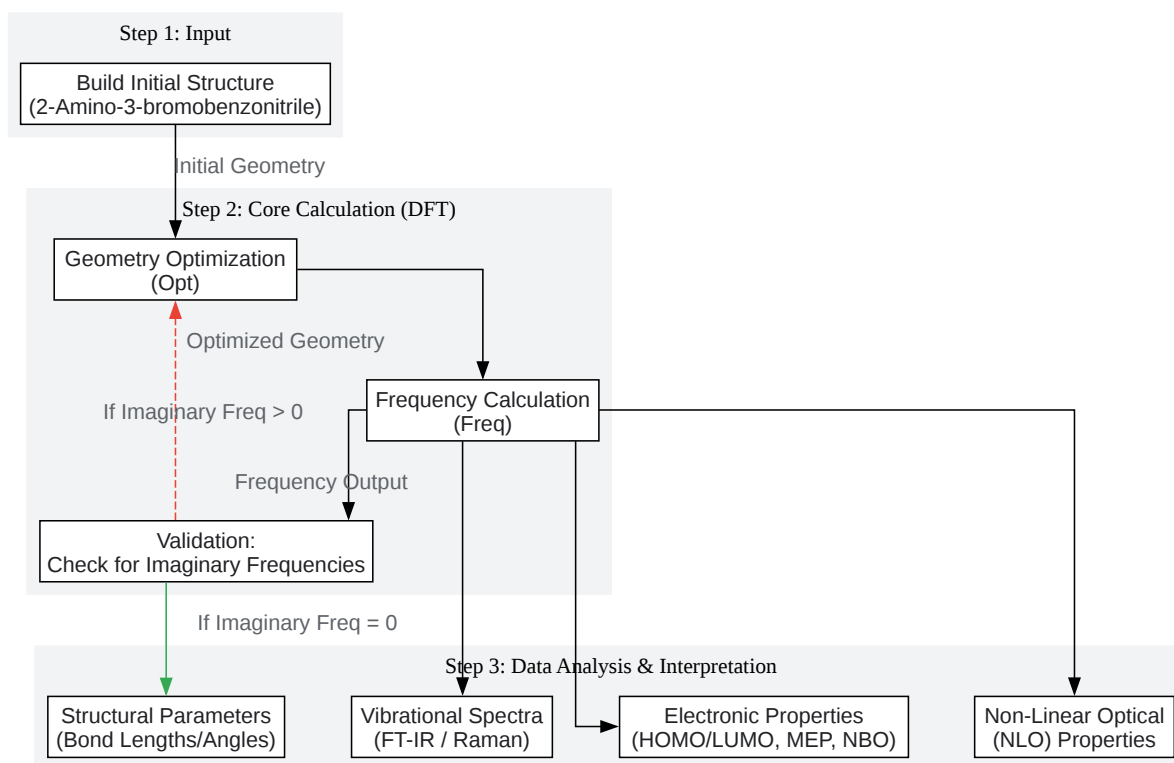 Step 1: Input
Build Initial Structure
(2-Amino-3-bromobenzonitrile)
Initial Geometry
Step 2: Core Calculation (DFT)
Geometry Optimization
(Opt)
Optimized Geometry
Frequency Calculation
(Freq)
If Imaginary Freq > 0
Frequency Output
Validation:
Check for Imaginary Frequencies
If Imaginary Freq = 0
Step 3: Data Analysis & Interpretation
Structural Parameters
(Bond Lengths/Angles)
Vibrational Spectra
(FT-IR / Raman)
Electronic Properties
(HOMO/LUMO, MEP, NBO)
Non-Linear Optical
(NLO) Properties